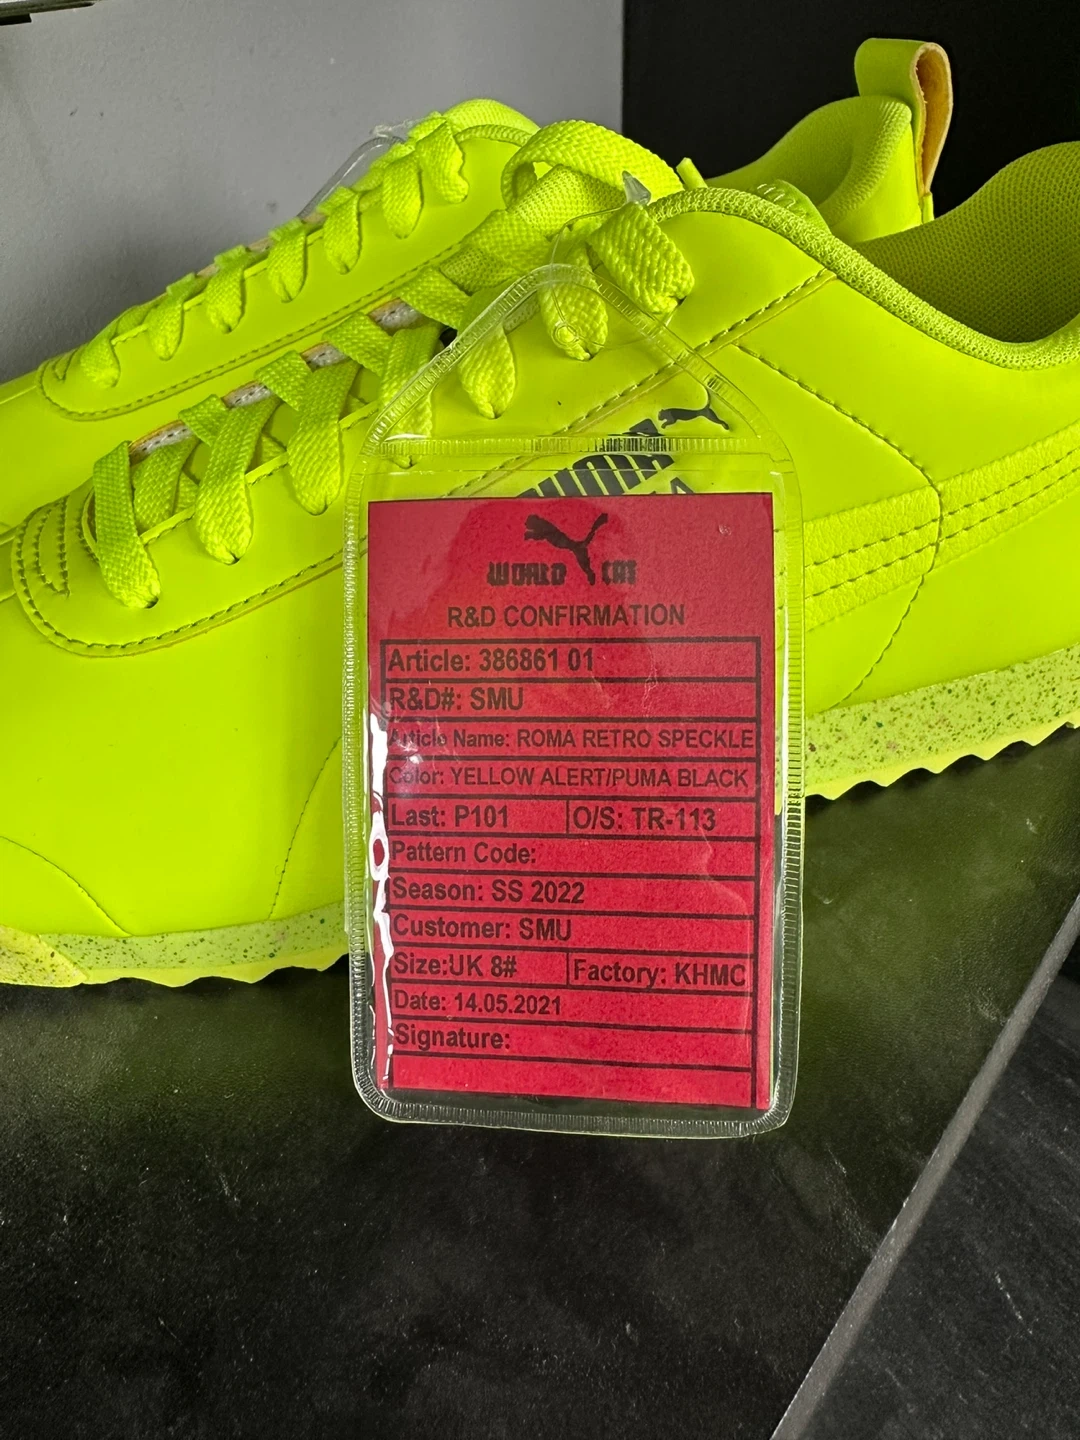 PUMA
WORLD CAT
R&D CONFIRMATION
Article: 386861 01
R&D#: SMU
Article Name: ROMA RETRO SPECKLE
Color: YELLOW ALERT/PUMA BLACK
Last: P101 O/S: TR-113
Pattern Code:
Season: SS 2022
Customer: SMU
Size:UK 8# Factory: KHMC
Date: 14.05.2021
Signature: